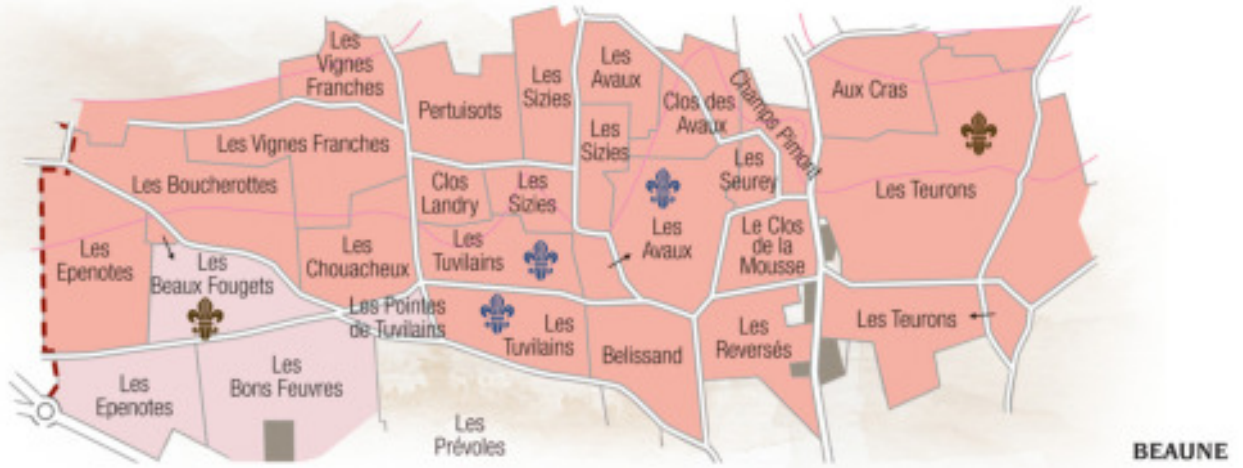 Les
Vignes
Franches
Pertuisots
Les
Sizies
Les
Avaux
Clos des
Avaux
Champs Pimont
Aux Cras
Les Vignes Franches
Les
Sizies
Les
Seurey
Les Teurons
Les Boucherottes
Clos
Landry
Les
Sizies
Les
Avaux
Le Clos
de la
Mousse
Les
Epenotes
Les
Beaux Fougets
Les
Chouacheux
Les
Tuvilains
Les Pointes
de Tuvilains
Les
Tuvilains
Belissand
Les
Reversés
Les Teurons
Les
Epenotes
Les
Bons Feuvres
Les
Prévoles
BEAUNE